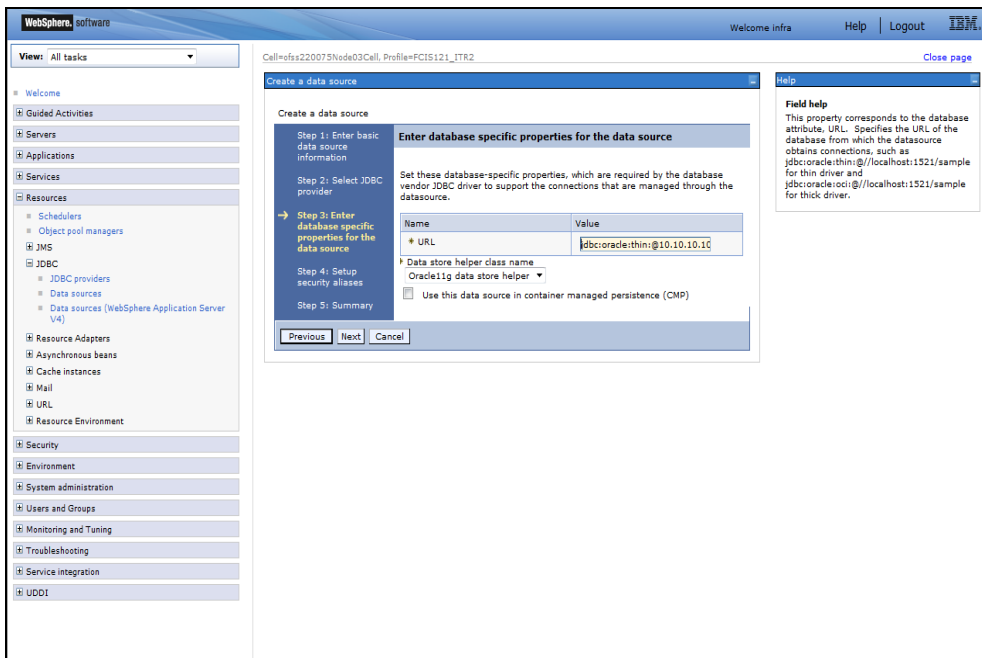 WebSphere. software
Welcome infra
Help
Logout
IBM.
View: All tasks
Cell=ofss220075Node03Cell, Profile=FCIS121_ITR2
Close page
Welcome
Guided Activities
Servers
Applications
Services
Resources
Schedulers
Object pool managers
JMS
JDBC
JDBC providers
Data sources
Data sources (WebSphere Application Server
V4)
Resource Adapters
Asynchronous beans
Cache instances
Mail
URL
Resource Environment
Security
Environment
System administration
Users and Groups
Monitoring and Tuning
Troubleshooting
Service integration
UDDI
Create a data source
Create a data source
Step 1: Enter basic
data source
information
Step 2: Select JDBC
provider
Step 3: Enter
database specific
properties for the
data source
Step 4: Setup
security aliases
Step 5: Summary
Enter database specific properties for the data source
Set these database-specific properties, which are required by the database
vendor JDBC driver to support the connections that are managed through the
datasource.
Name
Value
URL
jdbc:oracle:thin:@10.10.10.10
Data store helper class name
Oracle11g data store helper
Use this data source in container managed persistence (CMP)
Previous
Next
Cancel
Help
Field help
This property corresponds to the database
attribute, URL. Specifies the URL of the
database from which the datasource
obtains connections, such as
jdbc:oracle:thin:@//localhost:1521/sample
for thin driver and
jdbc:oracle:oci:@//localhost:1521/sample
for thick driver.